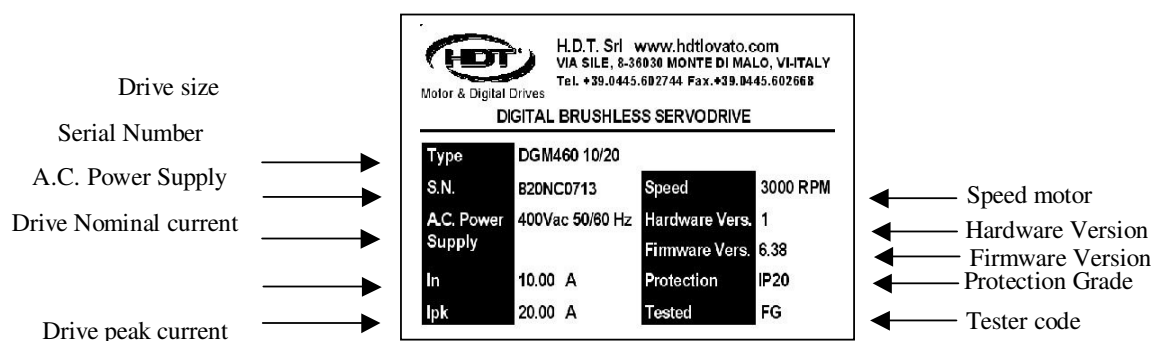 HDT
Motor & Digital Drives
H.D.T. Srl www.hdtlovato.com
VIA SILE, 8-36030 MONTE DI MALO, VI-ITALY
Tel. +39.0445.602744 Fax.+39.0445.602668
DIGITAL BRUSHLESS SERVODRIVE
Drive size
Serial Number
A.C. Power Supply
Drive Nominal current
Drive peak current
Type DGM460 10/20
S.N. B20NC0713 Speed 3000 RPM
A.C. Power 400Vac 50/60 Hz Hardware Vers. 1
Supply Firmware Vers. 6.38
In 10.00 A Protection IP20
Ipk 20.00 A Tested FG
Speed motor
Hardware Version
Firmware Version
Protection Grade
Tester code